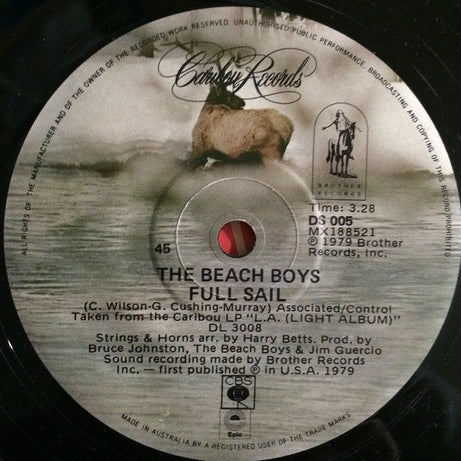 ALL RIGHTS OF THE MANUFACTURER AND OF THE OWNER OF THE RECORDED WORK RESERVED UNAUTHORISED PUBLIC PERFORMANCE, BROADCASTING AND COPYING OF THIS RECORD PROHIBITED
Caribou Records
BROTHER
RECORDS
Time: 3.28
DS 005
MX188521
℗ 1979 Brother
Records, Inc.
45
THE BEACH BOYS
FULL SAIL
(C. Wilson-G. Cushing-Murray) Associated/Control
Taken from the Caribou LP "L.A. (LIGHT ALBUM)"
DL 3008
Strings & Horns arr. by Harry Betts. Prod. by
Bruce Johnston, The Beach Boys & Jim Guercio
Sound recording made by Brother Records
Inc. — first published ℗ in U.S.A. 1979
CBS
Epic
MADE IN AUSTRALIA BY A REGISTERED USER OF THE TRADE MARKS